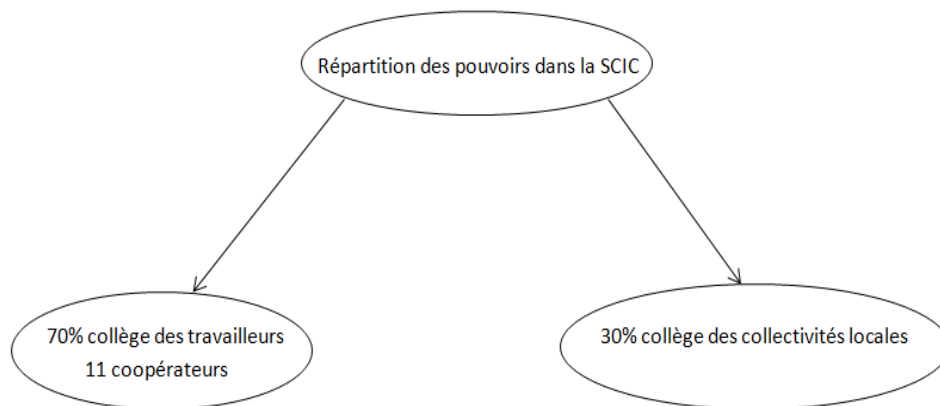 Répartition des pouvoirs dans la SCIC
70% collège des travailleurs
11 coopérateurs
30% collège des collectivités locales